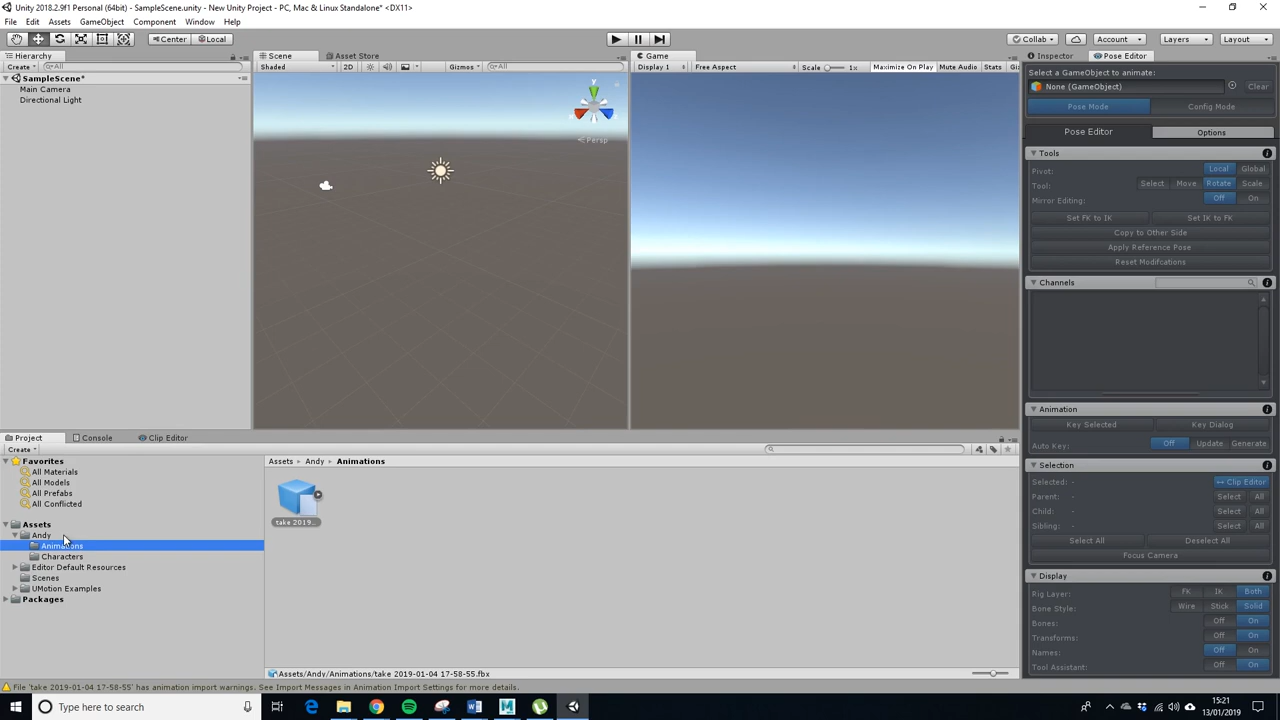 Unity 2018.2.9f1 Personal (64bit) - SampleScene.unity - New Unity Project - PC, Mac & Linux Standalone* <DX11>
File Edit Assets GameObject Component Window Help
Center Local Collab Account Layers Layout
Hierarchy Scene Asset Store Game Inspector Pose Editor
Create All Shaded 2D Gizmos All Display 1 Free Aspect Scale 1x Maximize On Play Mute Audio Stats
SampleScene*
Main Camera
Directional Light
y
Persp
Select a GameObject to animate:
None (GameObject) Clear
Pose Mode Config Mode
Pose Editor Options
Tools
Pivot: Local Global
Tool: Select Move Rotate Scale
Mirror Editing: Off On
Set FK to IK Set IK to FK
Copy to Other Side
Apply Reference Pose
Reset Modifcations
Channels
Animation
Key Selected Key Dialog
Auto Key: Off Update Generate
Selection
Selected: - Clip Editor
Parent: - Select All
Child: - Select All
Sibling: - Select All
Select All Deselect All
Focus Camera
Display
Rig Layer: FK IK Both
Bone Style: Wire Stick Solid
Bones: Off On
Transforms: Off On
Names: Off On
Tool Assistant: Off On
Project Console Clip Editor
Create
Favorites
All Materials
All Models
All Prefabs
All Conflicted
Assets
Andy
Animations
Characters
Editor Default Resources
Scenes
UMotion Examples
Packages
Assets Andy Animations
take 2019...
Assets/Andy/Animations/take 2019-01-04 17-58-55.fbx
File 'take 2019-01-04 17-58-55' has animation import warnings. See Import Messages in Animation Import Settings for more details.
Type here to search
15:21
13/01/2019